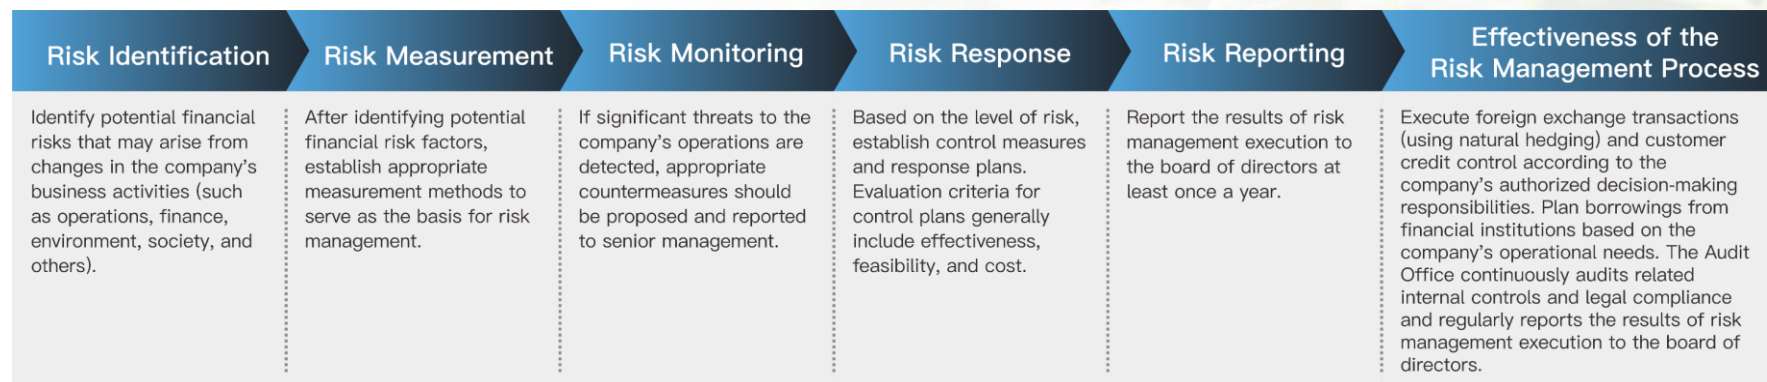 Risk Identification
Identify potential financial
risks that may arise from
changes in the company's
business activities (such
as operations, finance,
environment, society, and
others).
Risk Measurement
After identifying potential
financial risk factors,
establish appropriate
measurement methods to
serve as the basis for risk
management.
Risk Monitoring
If significant threats to the
company's operations are
detected, appropriate
countermeasures should
be proposed and reported
to senior management.
Risk Response
Based on the level of risk,
establish control measures
and response plans.
Evaluation criteria for
control plans generally
include effectiveness,
feasibility, and cost.
Risk Reporting
Report the results of risk
management execution to
the board of directors at
least once a year.
Effectiveness of the
Risk Management Process
Execute foreign exchange transactions
(using natural hedging) and customer
credit control according to the
company's authorized decision-making
responsibilities. Plan borrowings from
financial institutions based on the
company's operational needs. The Audit
Office continuously audits related
internal controls and legal compliance
and regularly reports the results of risk
management execution to the board of
directors.